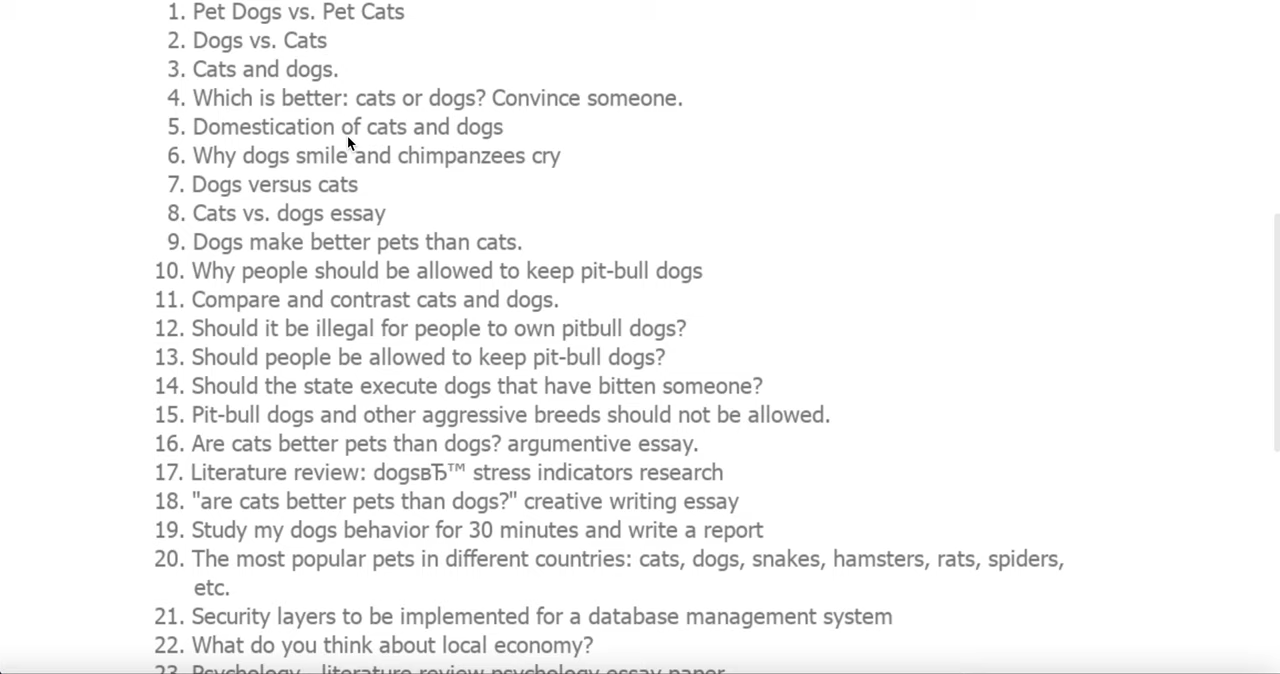 1. Pet Dogs vs. Pet Cats
2. Dogs vs. Cats
3. Cats and dogs.
4. Which is better: cats or dogs? Convince someone.
5. Domestication of cats and dogs
6. Why dogs smile and chimpanzees cry
7. Dogs versus cats
8. Cats vs. dogs essay
9. Dogs make better pets than cats.
10. Why people should be allowed to keep pit-bull dogs
11. Compare and contrast cats and dogs.
12. Should it be illegal for people to own pitbull dogs?
13. Should people be allowed to keep pit-bull dogs?
14. Should the state execute dogs that have bitten someone?
15. Pit-bull dogs and other aggressive breeds should not be allowed.
16. Are cats better pets than dogs? argumentive essay.
17. Literature review: dogsвЂ™ stress indicators research
18. "are cats better pets than dogs?" creative writing essay
19. Study my dogs behavior for 30 minutes and write a report
20. The most popular pets in different countries: cats, dogs, snakes, hamsters, rats, spiders,
etc.
21. Security layers to be implemented for a database management system
22. What do you think about local economy?
23. Psychology - literature review psychology essay paper